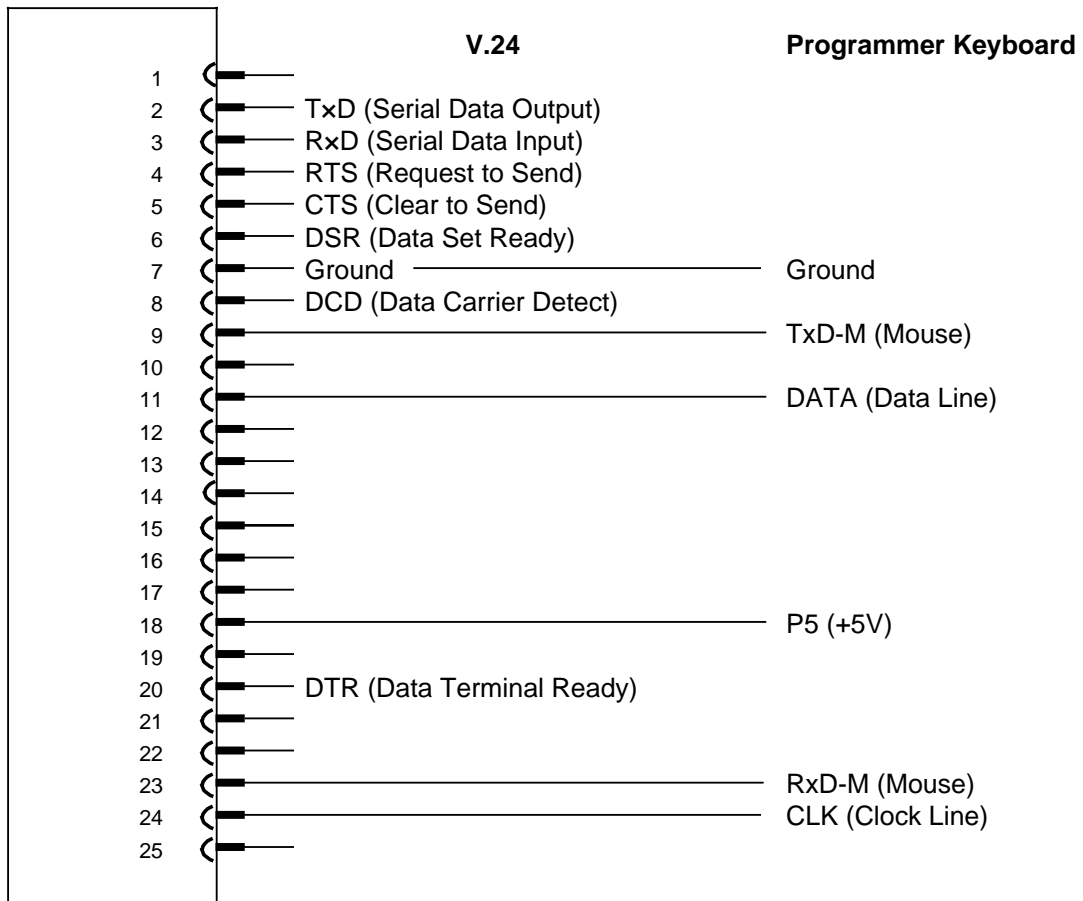 V.24 Programmer Keyboard
1
2 T×D (Serial Data Output)
3 R×D (Serial Data Input)
4 RTS (Request to Send)
5 CTS (Clear to Send)
6 DSR (Data Set Ready)
7 Ground Ground
8 DCD (Data Carrier Detect)
9 TxD-M (Mouse)
10
11 DATA (Data Line)
12
13
14
15
16
17
18 P5 (+5V)
19
20 DTR (Data Terminal Ready)
21
22
23 RxD-M (Mouse)
24 CLK (Clock Line)
25